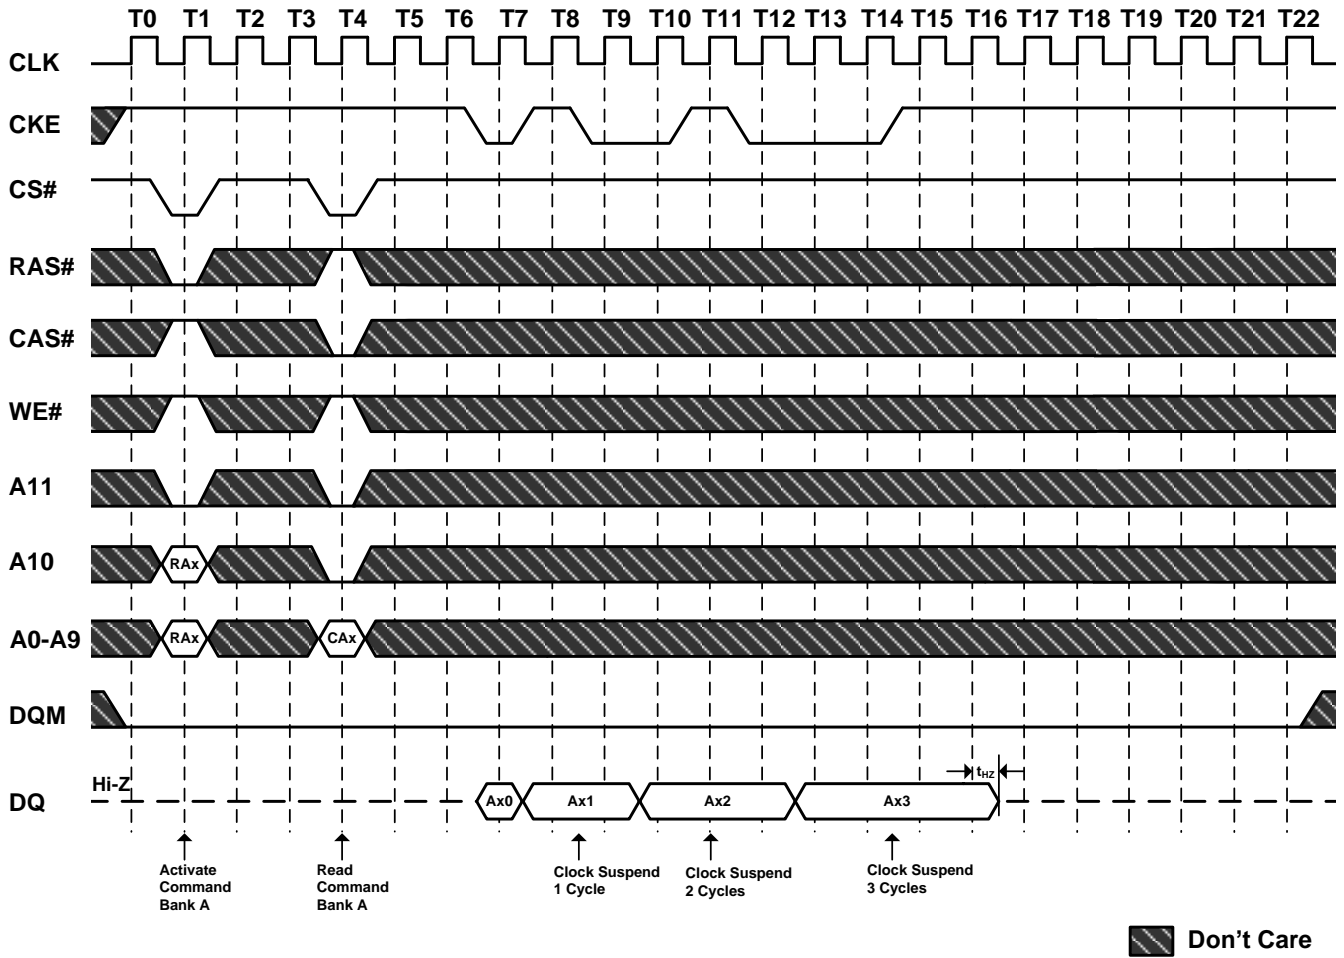 T0 T1 T2 T3 T4 T5 T6 T7 T8 T9 T10 T11 T12 T13 T14 T15 T16 T17 T18 T19 T20 T21 T22
CLK
CKE
CS#
RAS#
CAS#
WE#
A11
A10
RAx
A0-A9
RAx
CAx
DQM
Hi-Z
tHZ
DQ
Ax0
Ax1
Ax2
Ax3
Activate
Command
Bank A
Read
Command
Bank A
Clock Suspend
1 Cycle
Clock Suspend
2 Cycles
Clock Suspend
3 Cycles
Don't Care